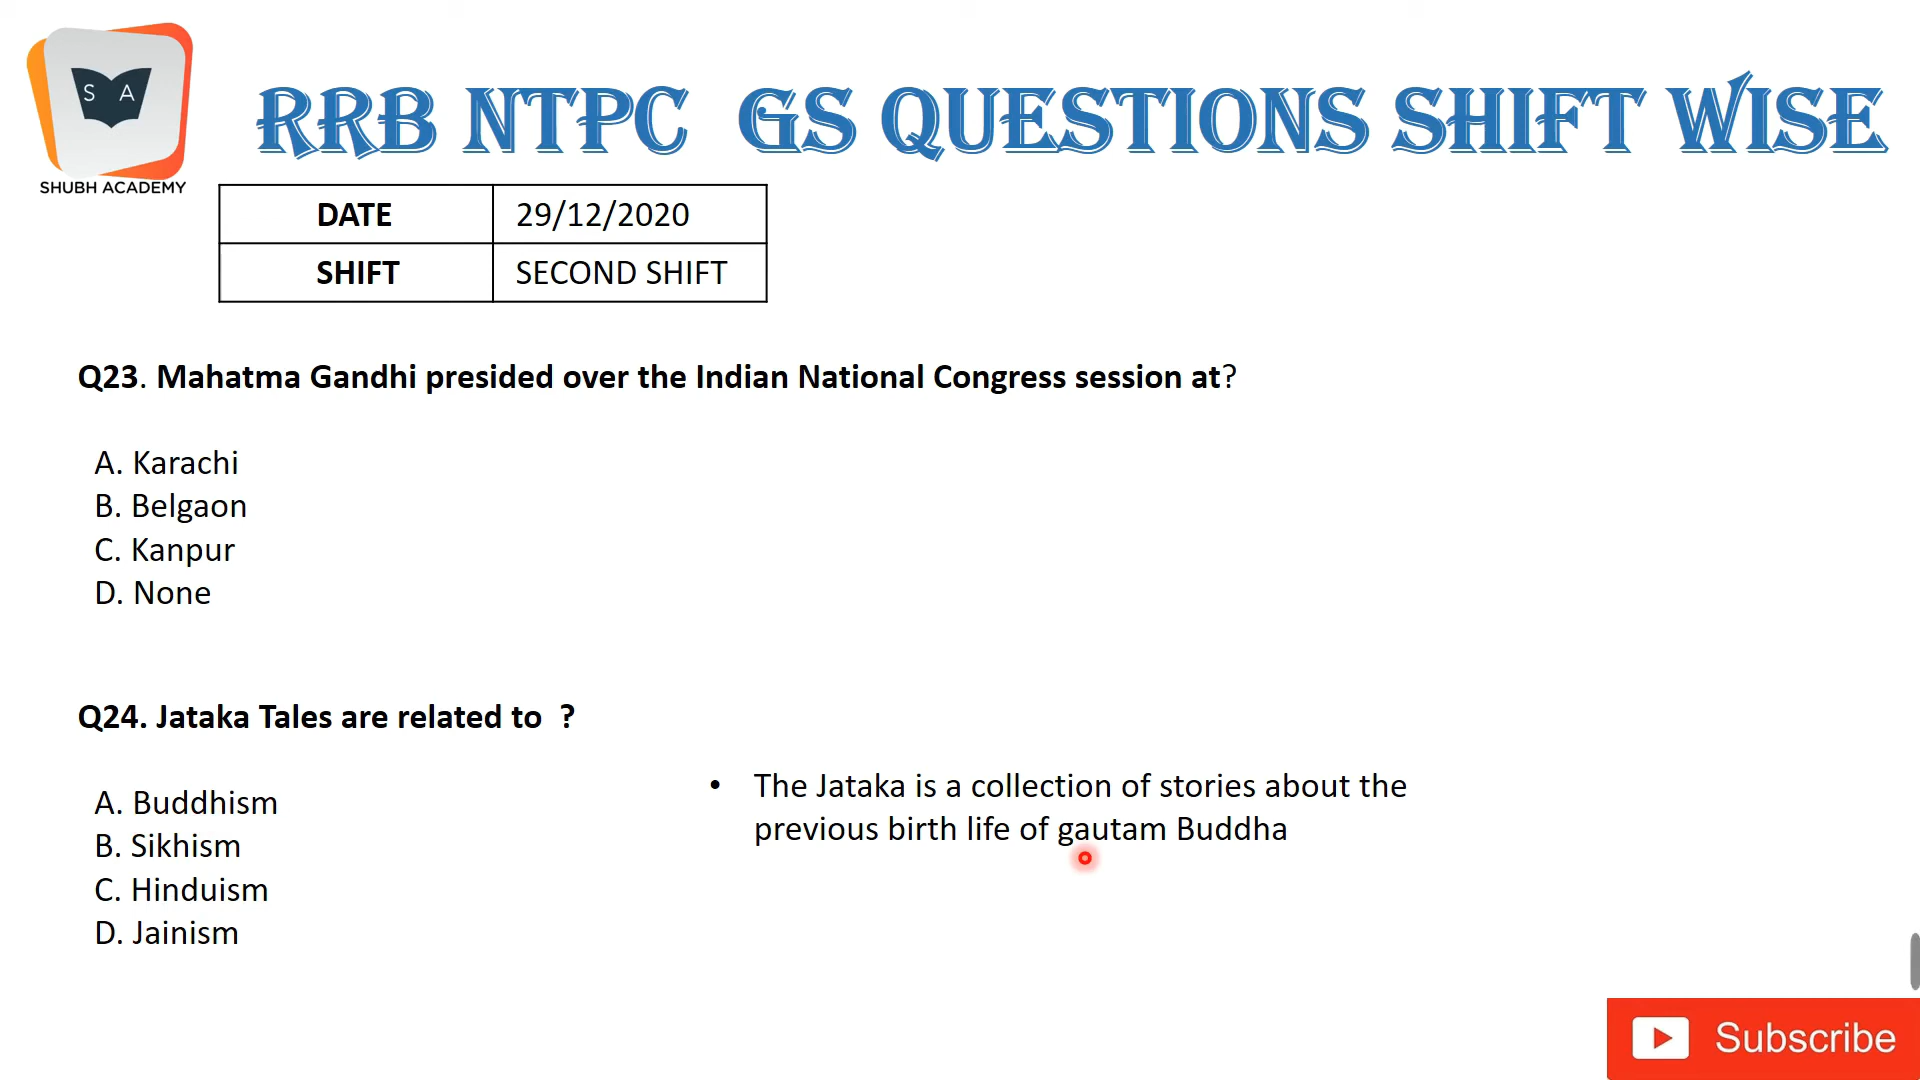 S A
SHUBH ACADEMY
RRB NTPC GS QUESTIONS SHIFT WISE
DATE 29/12/2020
SHIFT SECOND SHIFT
Q23. Mahatma Gandhi presided over the Indian National Congress session at?
A. Karachi
B. Belgaon
C. Kanpur
D. None
Q24. Jataka Tales are related to ?
A. Buddhism
B. Sikhism
C. Hinduism
D. Jainism
• The Jataka is a collection of stories about the
previous birth life of gautam Buddha
Subscribe